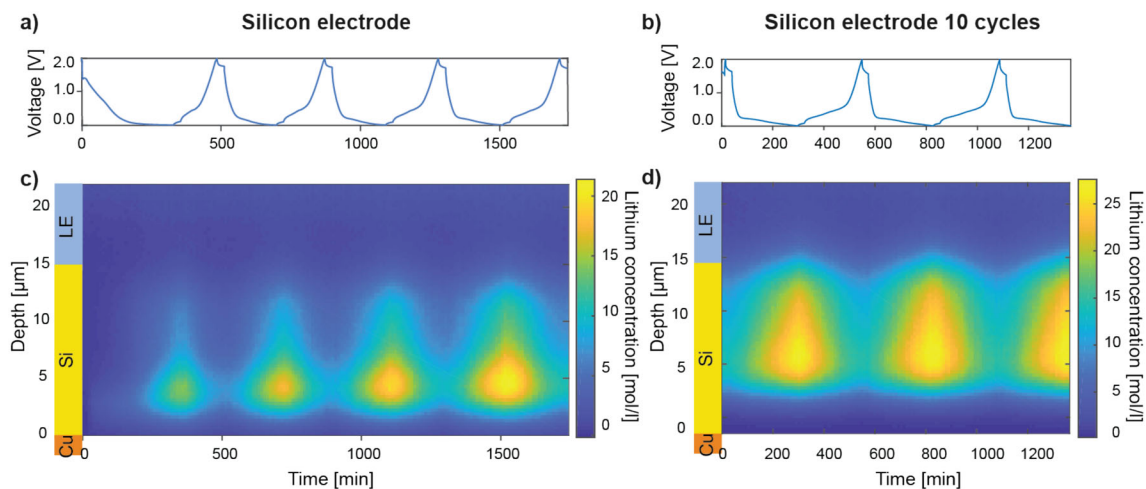 a) Silicon electrode
Voltage [V]
2.0
1.0
0.0
0 500 1000 1500
b) Silicon electrode 10 cycles
Voltage [V]
2.0
1.0
0.0
0 200 400 600 800 1000 1200
c)
Depth [µm]
20
15
10
5
0
LE
Si
Cu
0 500 1000 1500
Time [min]
20
15
10
5
0
Lithium concentration [mol/l]
d)
Depth [µm]
20
15
10
5
0
LE
Si
Cu
0 200 400 600 800 1000 1200
Time [min]
25
20
15
10
5
0
Lithium concentration [mol/l]